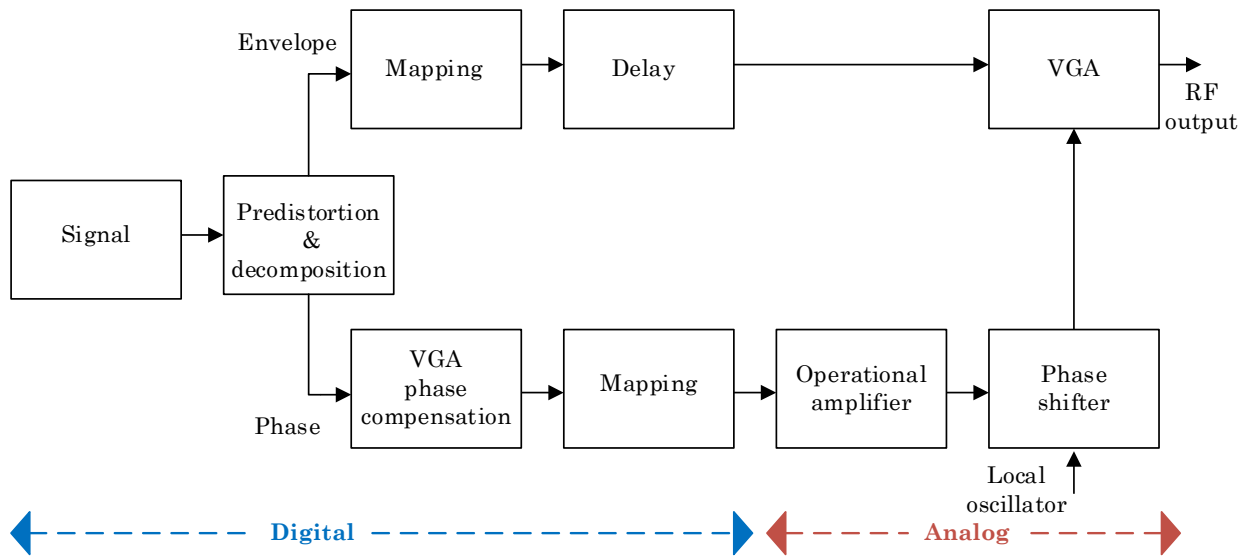 Envelope
Mapping
Delay
VGA
RF
output
Signal
Predistortion
&
decomposition
VGA
phase
compensation
Mapping
Operational
amplifier
Phase
shifter
Phase
Local
oscillator
Digital
Analog